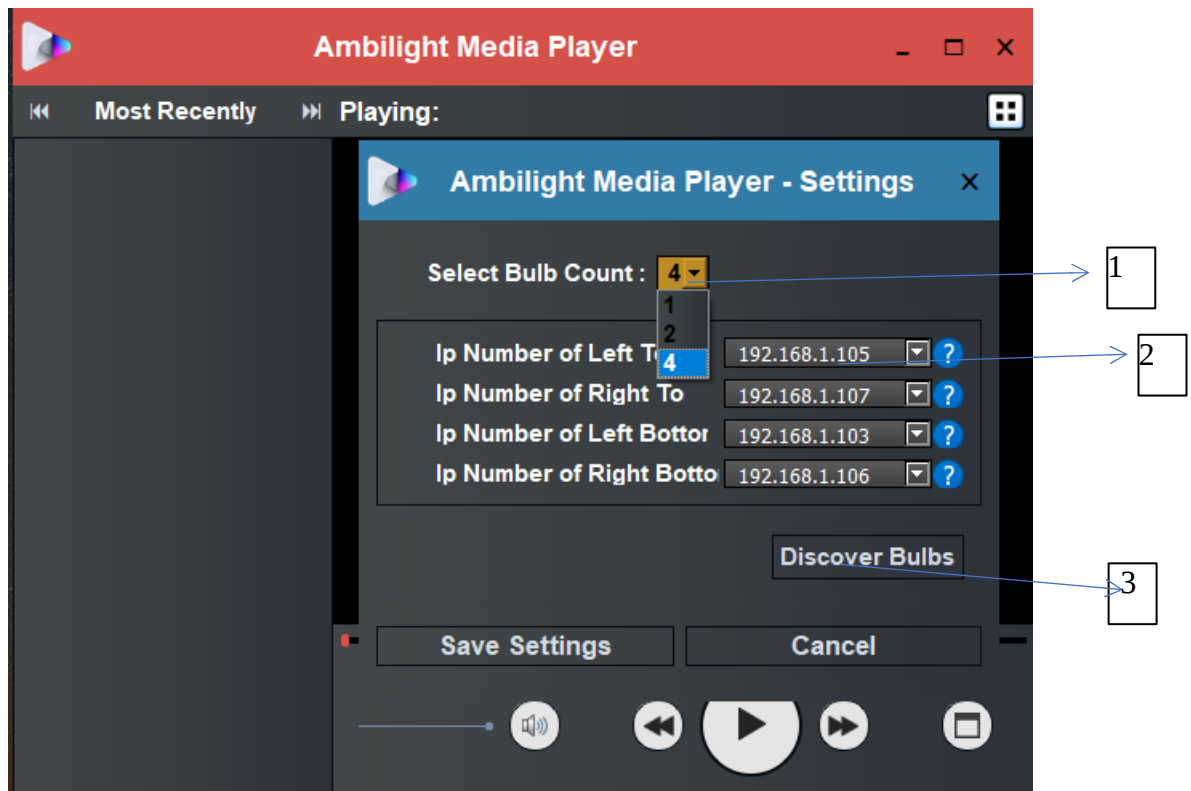 Ambilight Media Player
Most Recently Playing:
Ambilight Media Player - Settings
Select Bulb Count : 4
1
1
2
4
Ip Number of Left T 192.168.1.105 ?
2
Ip Number of Right To 192.168.1.107 ?
Ip Number of Left Bottor 192.168.1.103 ?
Ip Number of Right Botto 192.168.1.106 ?
Discover Bulbs
3
Save Settings Cancel